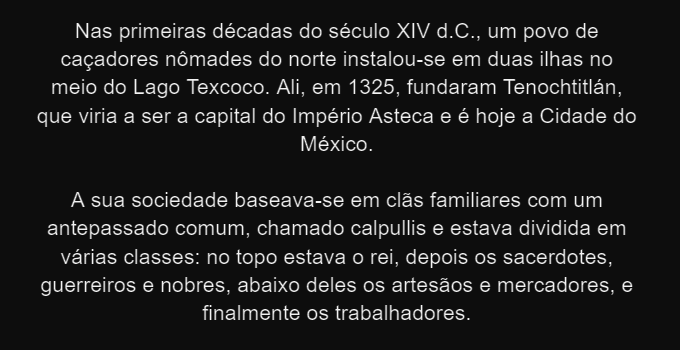 Nas primeiras décadas do século XIV d.C., um povo de
caçadores nômades do norte instalou-se em duas ilhas no
meio do Lago Texcoco. Ali, em 1325, fundaram Tenochtitlán,
que viria a ser a capital do Império Asteca e é hoje a Cidade do
México.
A sua sociedade baseava-se em clãs familiares com um
antepassado comum, chamado calpullis e estava dividida em
várias classes: no topo estava o rei, depois os sacerdotes,
guerreiros e nobres, abaixo deles os artesãos e mercadores, e
finalmente os trabalhadores.